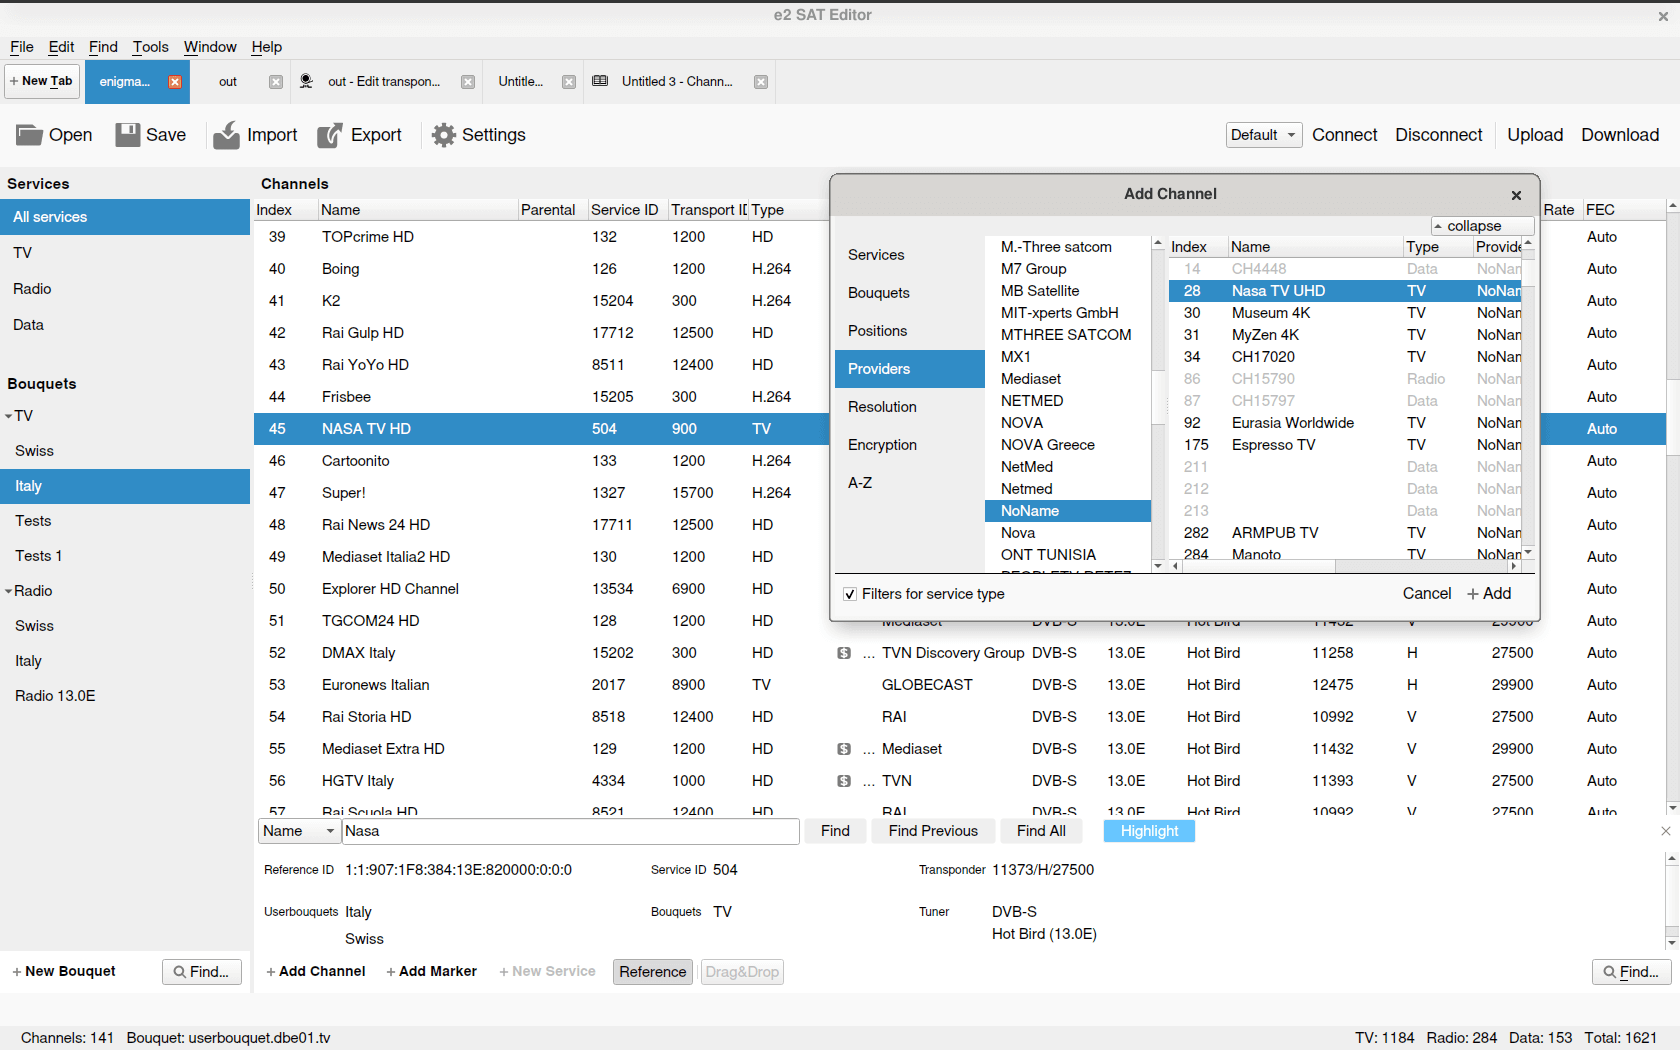 e2 SAT Editor
File Edit Find Tools Window Help
+ New Tab enigma... out out - Edit transpon... Untitle... Untitled 3 - Chann...
Open Save Import Export Settings Default Connect Disconnect Upload Download
Services
All services
TV
Radio
Data
Bouquets
TV
Swiss
Italy
Tests
Tests 1
Radio
Swiss
Italy
Radio 13.0E
+ New Bouquet Find...
Channels
Index Name Parental Service ID Transport ID Type Rate FEC
39 TOPcrime HD 132 1200 HD Auto
40 Boing 126 1200 H.264 Auto
41 K2 15204 300 H.264 Auto
42 Rai Gulp HD 17712 12500 HD Auto
43 Rai YoYo HD 8511 12400 HD Auto
44 Frisbee 15205 300 H.264 Auto
45 NASA TV HD 504 900 TV Auto
46 Cartoonito 133 1200 H.264 Auto
47 Super! 1327 15700 H.264 Auto
48 Rai News 24 HD 17711 12500 HD Auto
49 Mediaset Italia2 HD 130 1200 HD Auto
50 Explorer HD Channel 13534 6900 HD Auto
51 TGCOM24 HD 128 1200 HD Mediaset DVB-S 13.0E Hot Bird 11432 V 29900 Auto
52 DMAX Italy 15202 300 HD $ ... TVN Discovery Group DVB-S 13.0E Hot Bird 11258 H 27500 Auto
53 Euronews Italian 2017 8900 TV GLOBECAST DVB-S 13.0E Hot Bird 12475 H 29900 Auto
54 Rai Storia HD 8518 12400 HD RAI DVB-S 13.0E Hot Bird 10992 V 27500 Auto
55 Mediaset Extra HD 129 1200 HD $ ... Mediaset DVB-S 13.0E Hot Bird 11432 V 29900 Auto
56 HGTV Italy 4334 1000 HD $ ... TVN DVB-S 13.0E Hot Bird 11393 V 27500 Auto
57 Rai Scuola HD 8521 12400 HD RAI DVB-S 13.0E Hot Bird 10992 V 27500 Auto
Add Channel
collapse
Services
Bouquets
Positions
Providers
Resolution
Encryption
A-Z
M.-Three satcom
M7 Group
MB Satellite
MIT-xperts GmbH
MTHREE SATCOM
MX1
Mediaset
NETMED
NOVA
NOVA Greece
NetMed
Netmed
NoName
Nova
ONT TUNISIA
Index Name Type Provide
14 CH4448 Data NoNam
28 Nasa TV UHD TV NoNam
30 Museum 4K TV NoNam
31 MyZen 4K TV NoNam
34 CH17020 TV NoNam
86 CH15790 Radio NoNam
87 CH15797 Data NoNam
92 Eurasia Worldwide TV NoNam
175 Espresso TV TV NoNam
211 Data NoNam
212 Data NoNam
213 Data NoNam
282 ARMPUB TV TV NoNam
284 Manoto TV NoNam
Filters for service type Cancel + Add
Name Nasa Find Find Previous Find All Highlight
Reference ID 1:1:907:1F8:384:13E:820000:0:0:0 Service ID 504 Transponder 11373/H/27500
Userbouquets Italy Bouquets TV Tuner DVB-S
Swiss Hot Bird (13.0E)
+ Add Channel + Add Marker + New Service Reference Drag&Drop Find...
Channels: 141 Bouquet: userbouquet.dbe01.tv TV: 1184 Radio: 284 Data: 153 Total: 1621